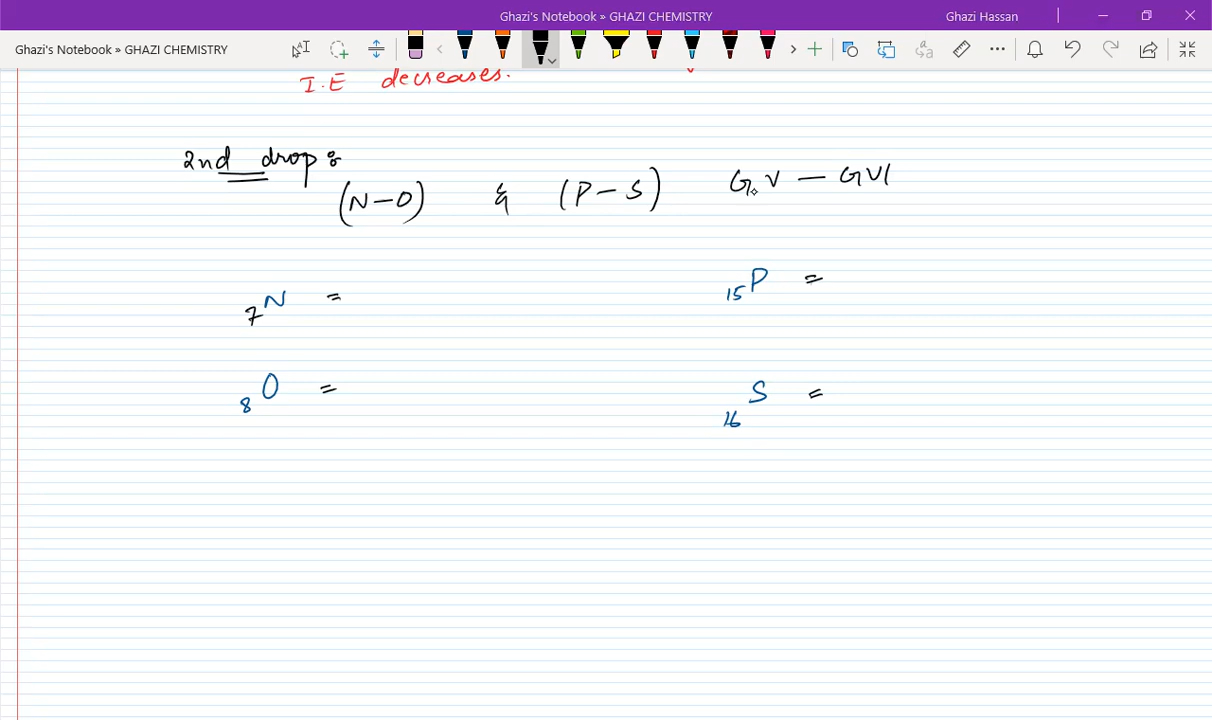 Ghazi's Notebook » GHAZI CHEMISTRY
Ghazi Hassan
Ghazi's Notebook » GHAZI CHEMISTRY
I.E decreases.
2nd drop :
(N-O) & (P-S) G.V — GVI
7N =
15P =
8O =
16S =